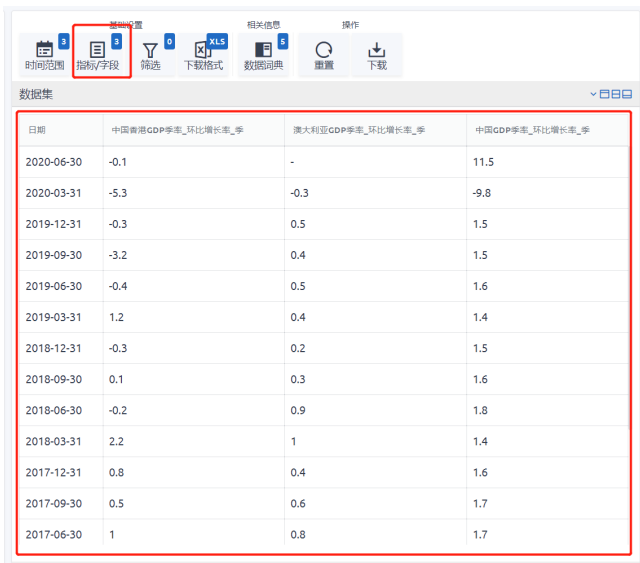 基础设置 相关信息 操作
3 3 0 XLS 5
时间范围 指标/字段 筛选 下载格式 数据词典 重置 下载
数据集
日期 中国香港GDP季率_环比增长率_季 澳大利亚GDP季率_环比增长率_季 中国GDP季率_环比增长率_季
2020-06-30 -0.1 - 11.5
2020-03-31 -5.3 -0.3 -9.8
2019-12-31 -0.3 0.5 1.5
2019-09-30 -3.2 0.4 1.5
2019-06-30 -0.4 0.5 1.6
2019-03-31 1.2 0.4 1.4
2018-12-31 -0.3 0.2 1.5
2018-09-30 0.1 0.3 1.6
2018-06-30 -0.2 0.9 1.8
2018-03-31 2.2 1 1.4
2017-12-31 0.8 0.4 1.6
2017-09-30 0.5 0.6 1.7
2017-06-30 1 0.8 1.7